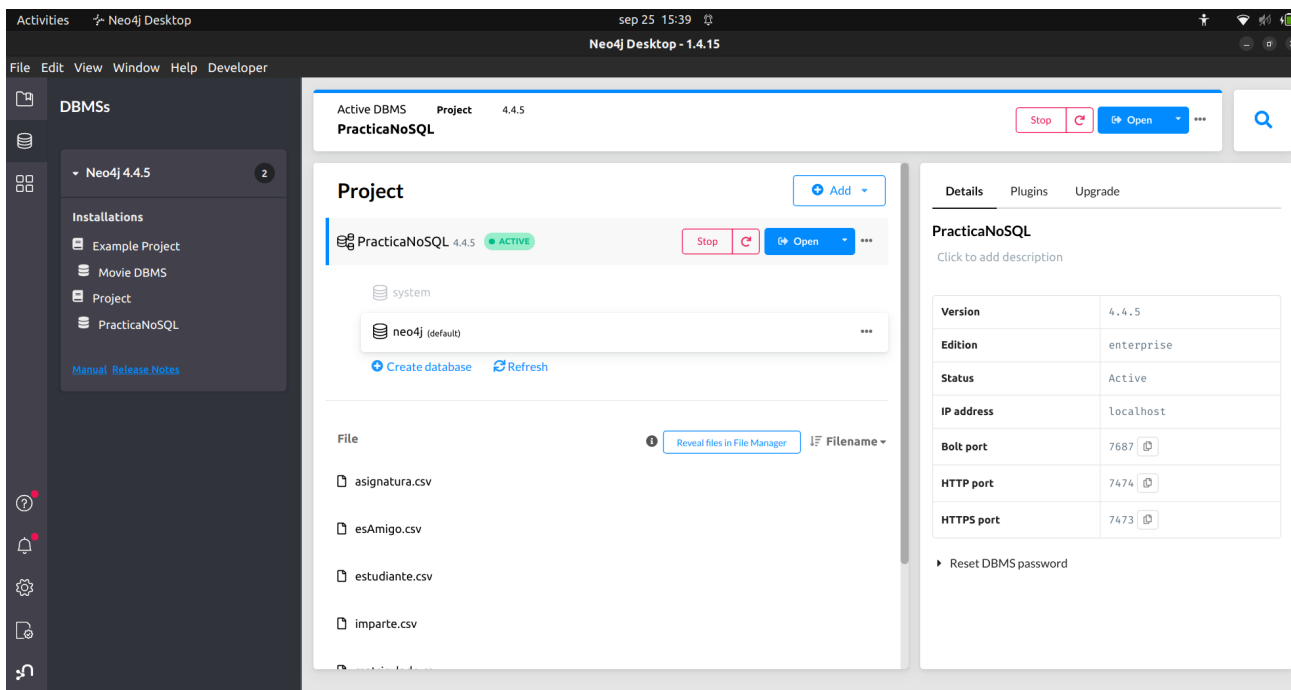 Activities Neo4j Desktop sep 25 15:39
Neo4j Desktop - 1.4.15
File Edit View Window Help Developer
DBMSs
Neo4j 4.4.5 2
Installations
Example Project
Movie DBMS
Project
PracticaNoSQL
Manual Release Notes
Active DBMS Project 4.4.5
PracticaNoSQL
Stop Open
Project
Add
PracticaNoSQL 4.4.5 ACTIVE
Stop Open
system
neo4j (default)
Create database Refresh
File
Reveal files in File Manager Filename
asignatura.csv
esAmigo.csv
estudiante.csv
imparte.csv
Details Plugins Upgrade
PracticaNoSQL
Click to add description
Version 4.4.5
Edition enterprise
Status Active
IP address localhost
Bolt port 7687
HTTP port 7474
HTTPS port 7473
Reset DBMS password